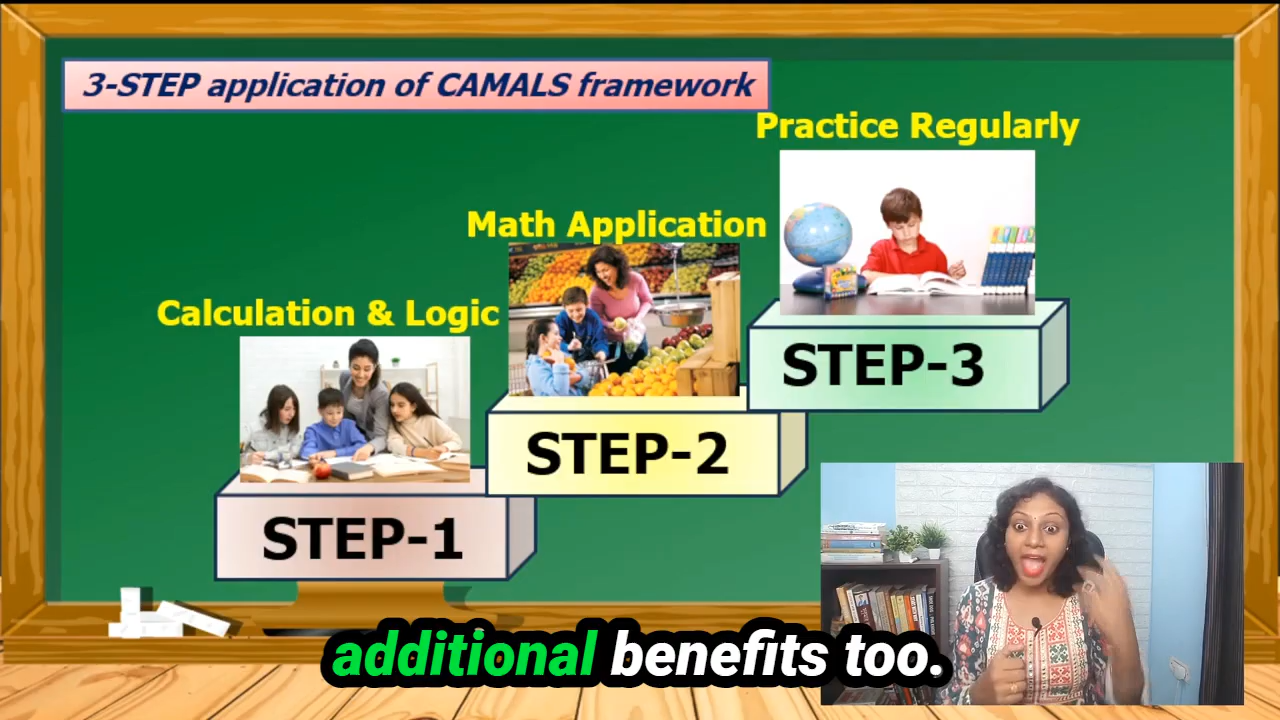 3-STEP application of CAMALS framework
Practice Regularly
Math Application
Calculation & Logic
STEP-3
STEP-2
STEP-1
additional benefits too.